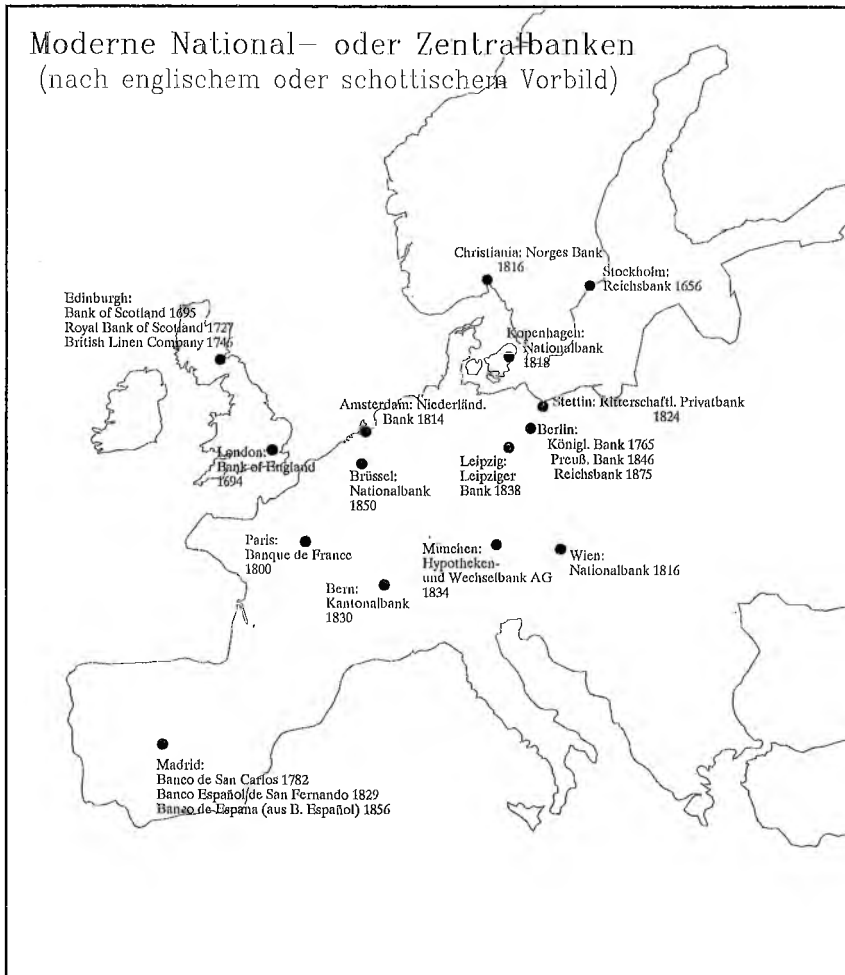 Moderne National- oder Zentralbanken
(nach englischem oder schottischem Vorbild)
Christiania: Norges Bank
1816
Stockholm:
Reichsbank 1656
Edinburgh:
Bank of Scotland 1695
Royal Bank of Scotland 1727
British Linen Company 1746
Kopenhagen:
Nationalbank
1818
Amsterdam: Niederländ.
Bank 1814
Stettin: Ritterschaftl. Privatbank
1824
Berlin:
Königl. Bank 1765
Preuß. Bank 1846
Reichsbank 1875
London:
Bank of England
1694
Brüssel:
Nationalbank
1850
Leipzig:
Leipziger
Bank 1838
Paris:
Banque de France
1800
München:
Hypotheken-
und Wechselbank AG
1834
Wien:
Nationalbank 1816
Bern:
Kantonalbank
1830
Madrid:
Banco de San Carlos 1782
Banco Español de San Fernando 1829
Banco de Espana (aus B. Español) 1856